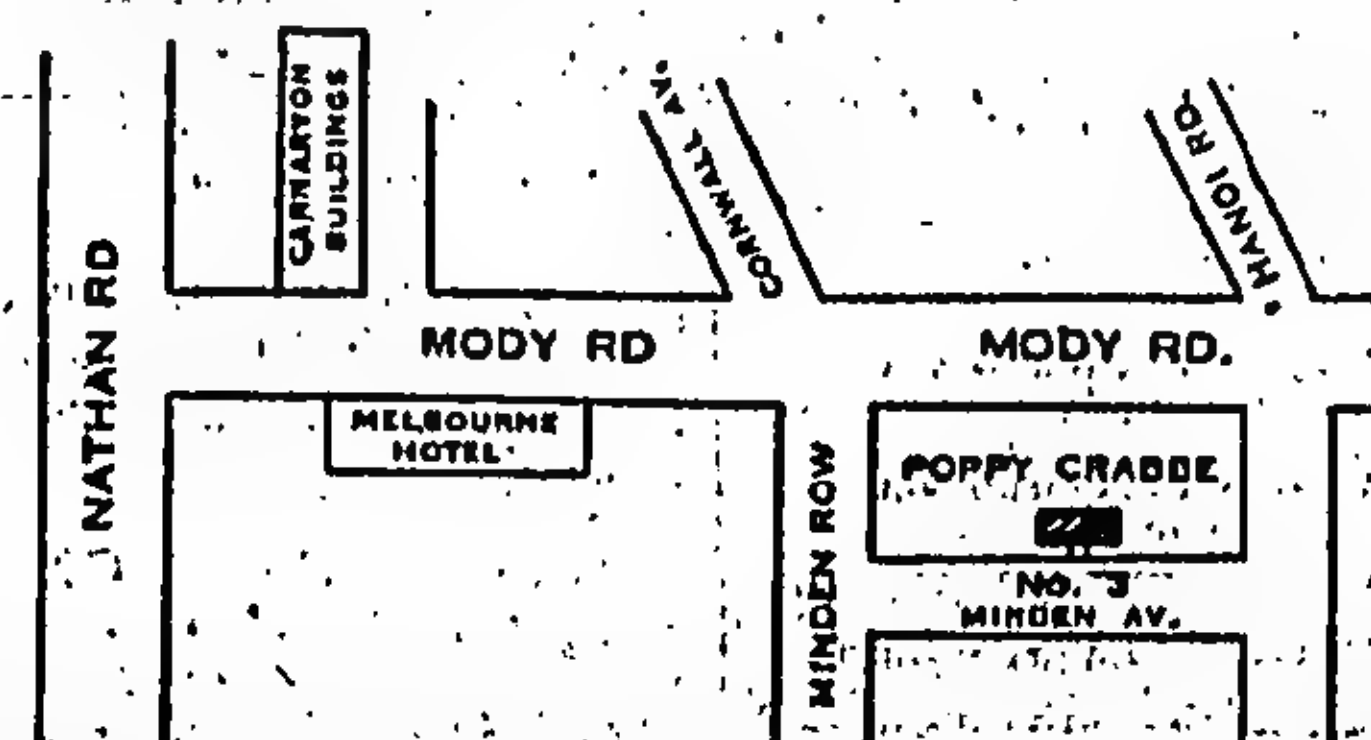 CARNARVON
BUILDINGS
CORNWALL AV.
HANOI RD.
NATHAN RD
MODY RD
MODY RD.
MELBOURNE
HOTEL
MINDEN ROW
POPPY CRABBE
No. 3
MINDEN AV.